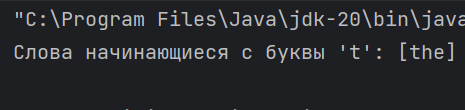 "C:\Program Files\Java\jdk-20\bin\java
Слова начинающиеся с буквы 't': [the]